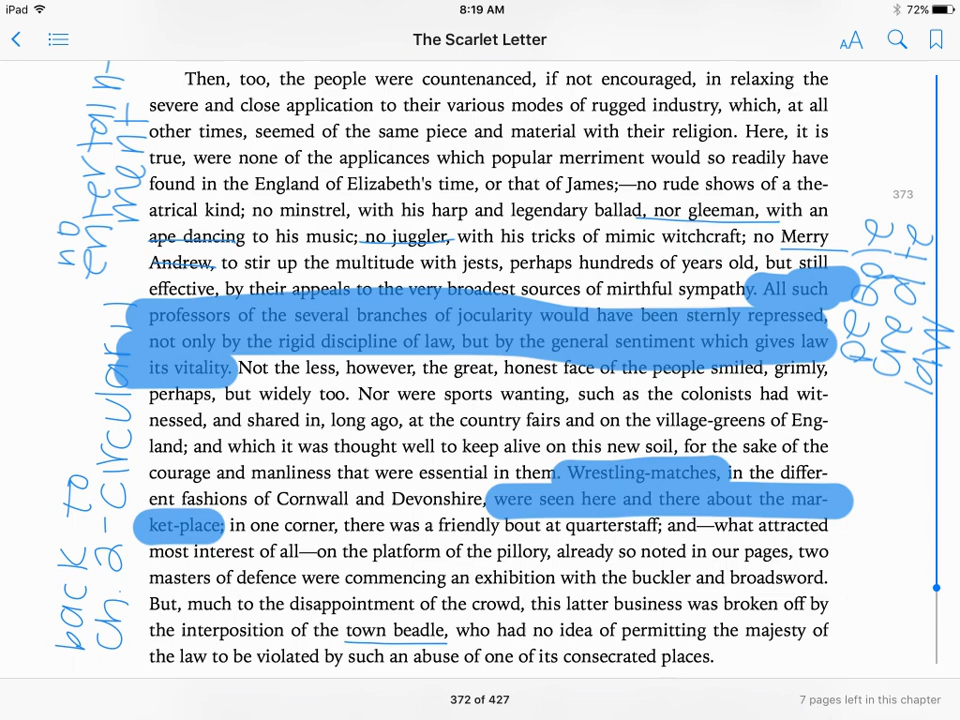 iPad 8:19 AM 72%
The Scarlet Letter AA
Then, too, the people were countenanced, if not encouraged, in relaxing the
severe and close application to their various modes of rugged industry, which, at all
other times, seemed of the same piece and material with their religion. Here, it is
true, were none of the applicances which popular merriment would so readily have
found in the England of Elizabeth's time, or that of James;—no rude shows of a the-
atrical kind; no minstrel, with his harp and legendary ballad, nor gleeman, with an
ape dancing to his music; no juggler, with his tricks of mimic witchcraft; no Merry
Andrew, to stir up the multitude with jests, perhaps hundreds of years old, but still
effective, by their appeals to the very broadest sources of mirthful sympathy. All such
professors of the several branches of jocularity would have been sternly repressed,
not only by the rigid discipline of law, but by the general sentiment which gives law
its vitality. Not the less, however, the great, honest face of the people smiled, grimly,
perhaps, but widely too. Nor were sports wanting, such as the colonists had wit-
nessed, and shared in, long ago, at the country fairs and on the village-greens of Eng-
land; and which it was thought well to keep alive on this new soil, for the sake of the
courage and manliness that were essential in them. Wrestling-matches, in the differ-
ent fashions of Cornwall and Devonshire, were seen here and there about the mar-
ket-place; in one corner, there was a friendly bout at quarterstaff; and—what attracted
most interest of all—on the platform of the pillory, already so noted in our pages, two
masters of defence were commencing an exhibition with the buckler and broadsword.
But, much to the disappointment of the crowd, this latter business was broken off by
the interposition of the town beadle, who had no idea of permitting the majesty of
the law to be violated by such an abuse of one of its consecrated places.
373
no
entertain-
ment
back to
Ch. 2-Circular!
people
create
law
372 of 427
7 pages left in this chapter